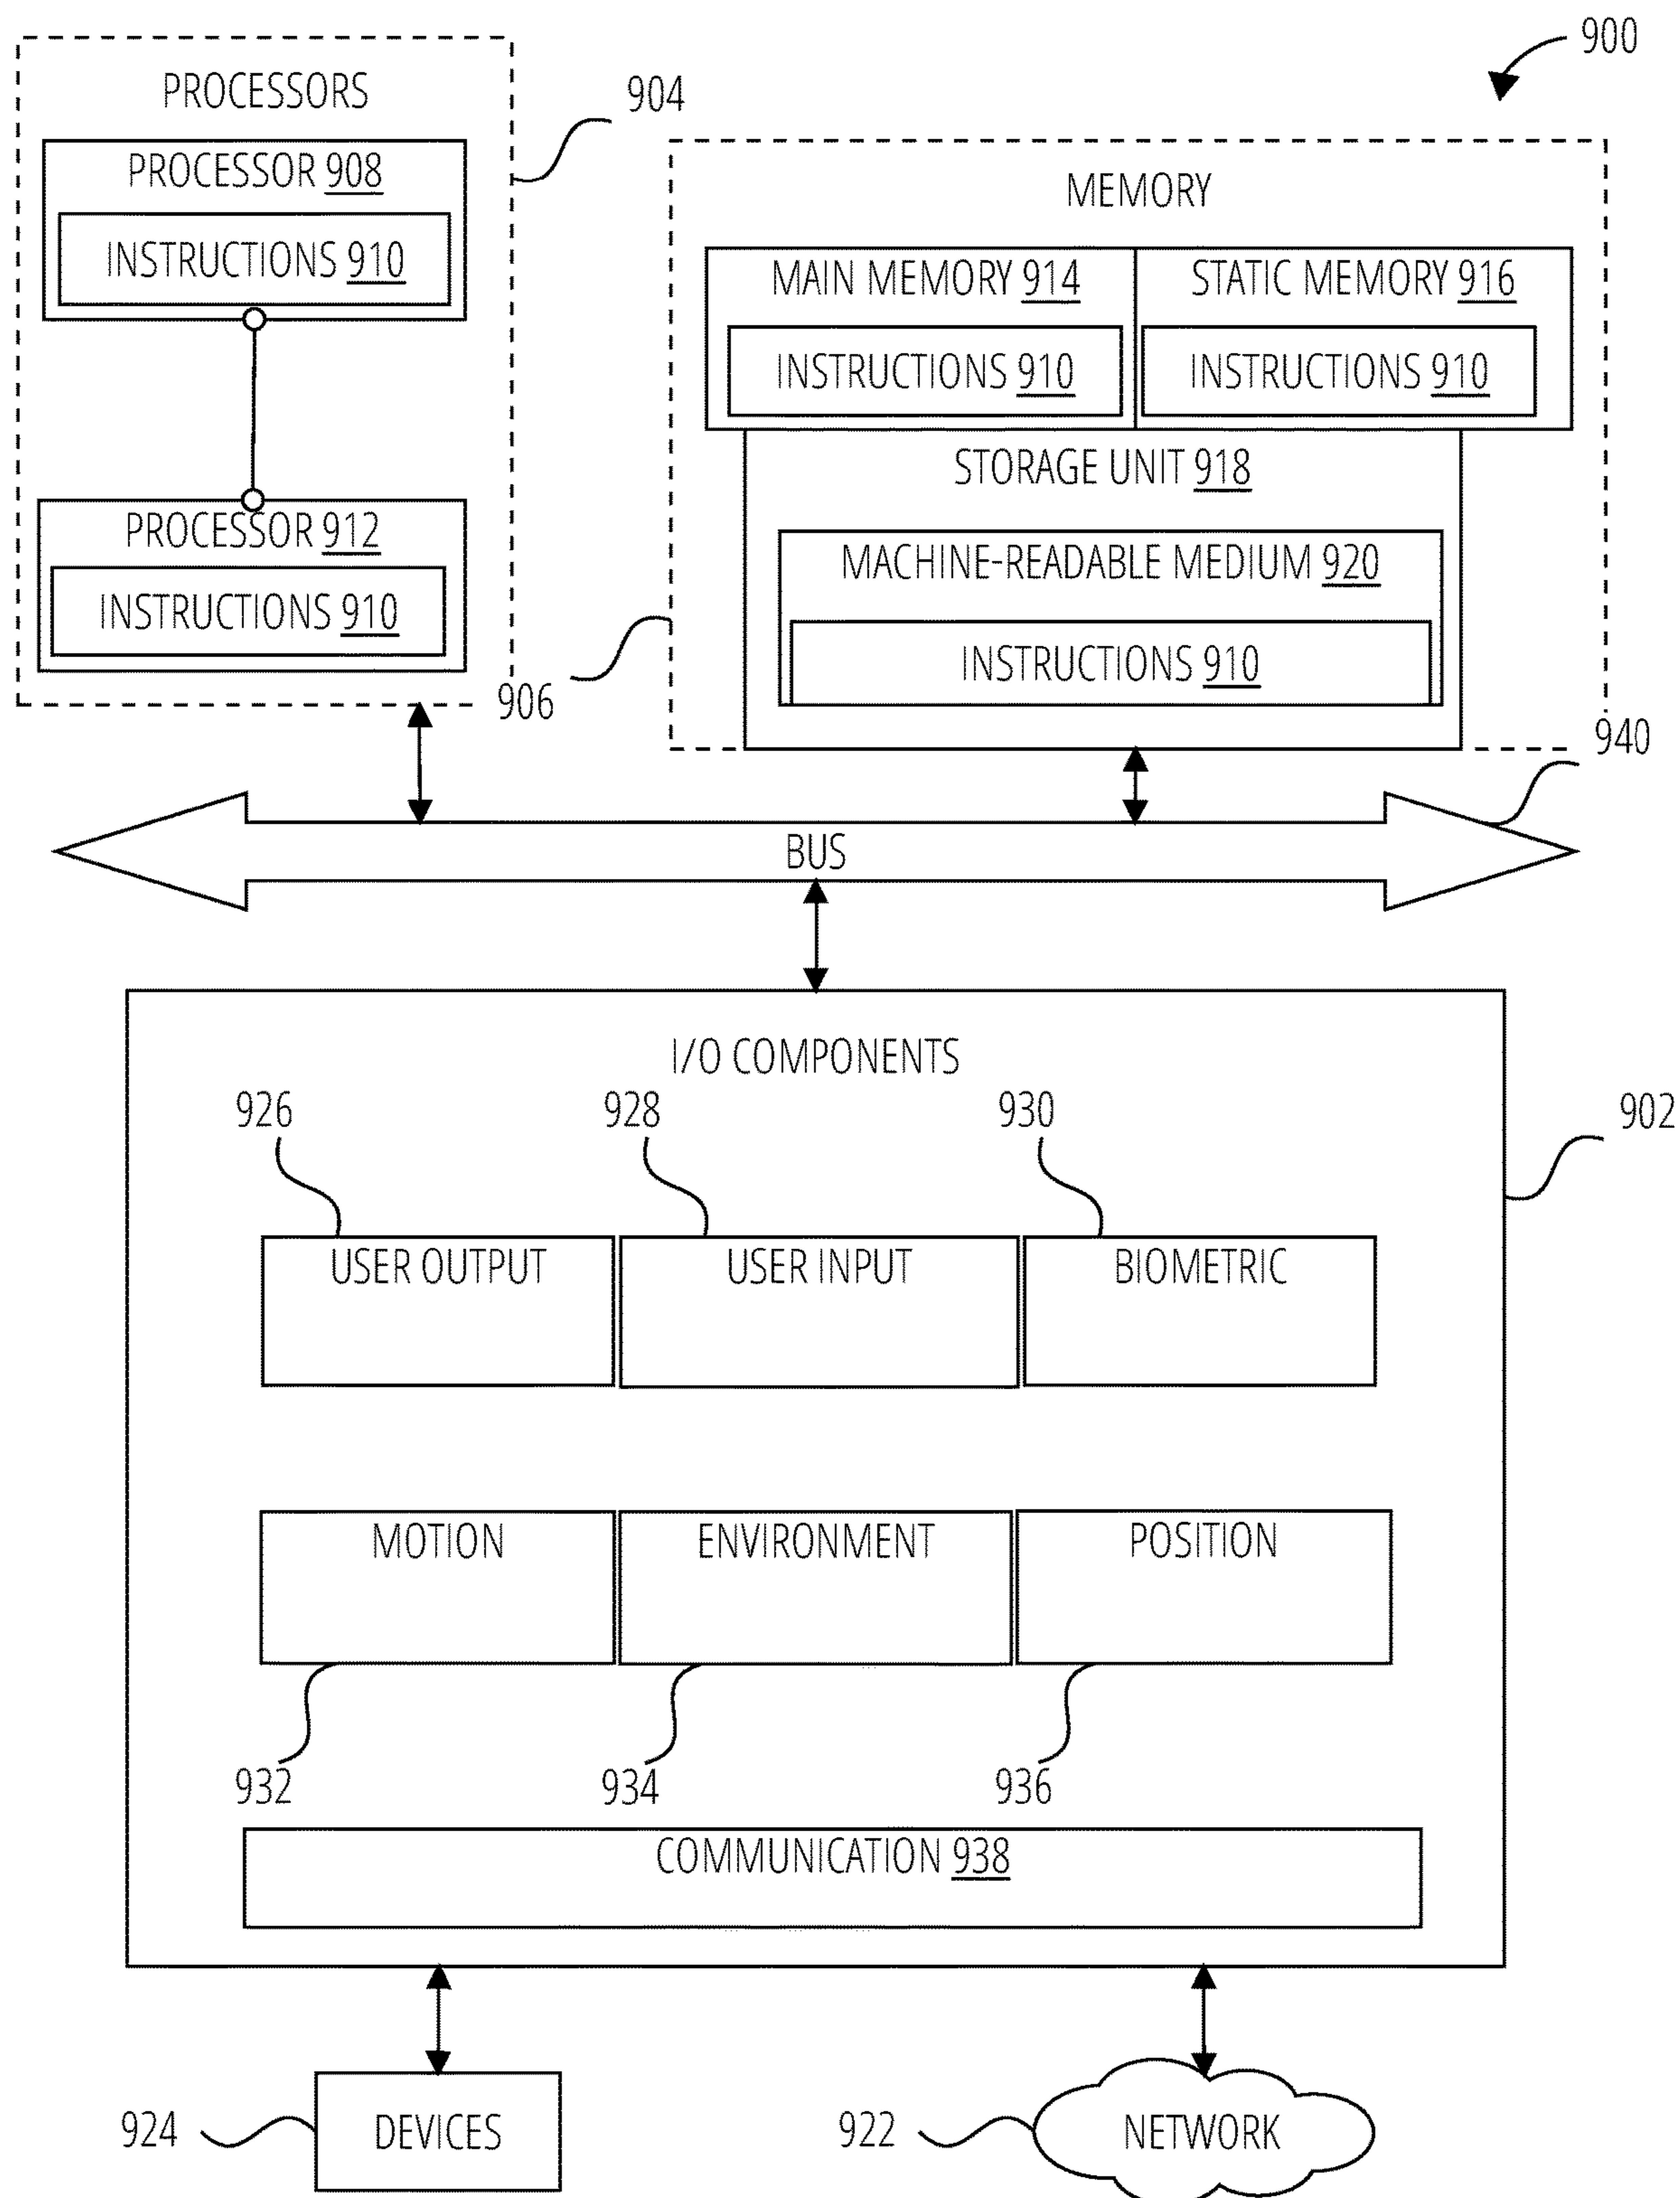 900
PROCESSORS
904
PROCESSOR 908
INSTRUCTIONS 910
PROCESSOR 912
INSTRUCTIONS 910
906
MEMORY
MAIN MEMORY 914
STATIC MEMORY 916
INSTRUCTIONS 910
INSTRUCTIONS 910
STORAGE UNIT 918
MACHINE-READABLE MEDIUM 920
INSTRUCTIONS 910
940
BUS
I/O COMPONENTS
902
926
928
930
USER OUTPUT
USER INPUT
BIOMETRIC
MOTION
ENVIRONMENT
POSITION
932
934
936
COMMUNICATION 938
924
DEVICES
922
NETWORK